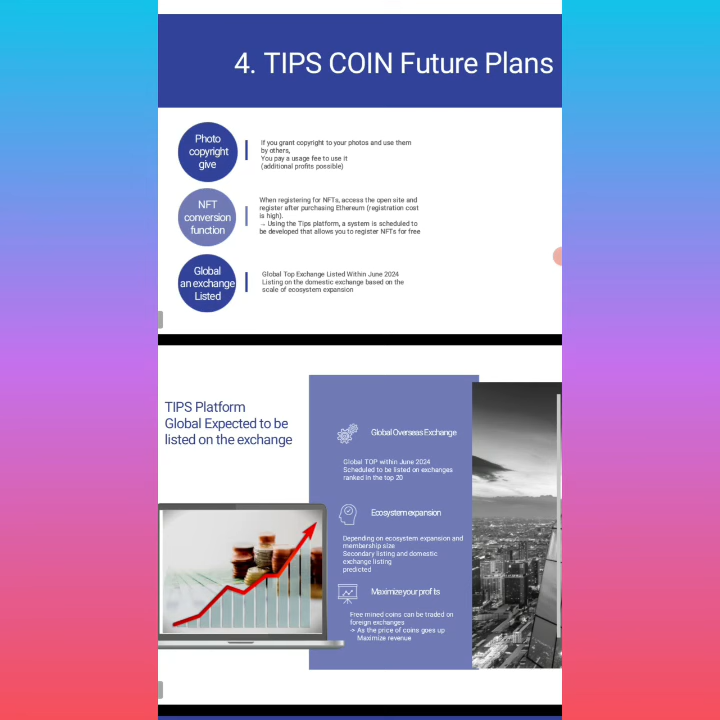 4. TIPS COIN Future Plans
Photo
copyright
give
If you grant copyright to your photos and use them
by others,
You pay a usage fee to use it
(additional profits possible)
NFT
conversion
function
When registering for NFTs, access the open site and
register after purchasing Ethereum (registration cost
is high).
→ Using the Tips platform, a system is scheduled to
be developed that allows you to register NFTs for free
Global
an exchange
Listed
Global Top Exchange Listed Within June 2024
Listing on the domestic exchange based on the
scale of ecosystem expansion
TIPS Platform
Global Expected to be
listed on the exchange
Global Overseas Exchange
Global TOP within June 2024
Scheduled to be listed on exchanges
ranked in the top 20
Ecosystem expansion
Depending on ecosystem expansion and
membership size
Secondary listing and domestic
exchange listing
predicted
Maximize your profits
Free mined coins can be traded on
foreign exchanges
-> As the price of coins goes up
Maximize revenue